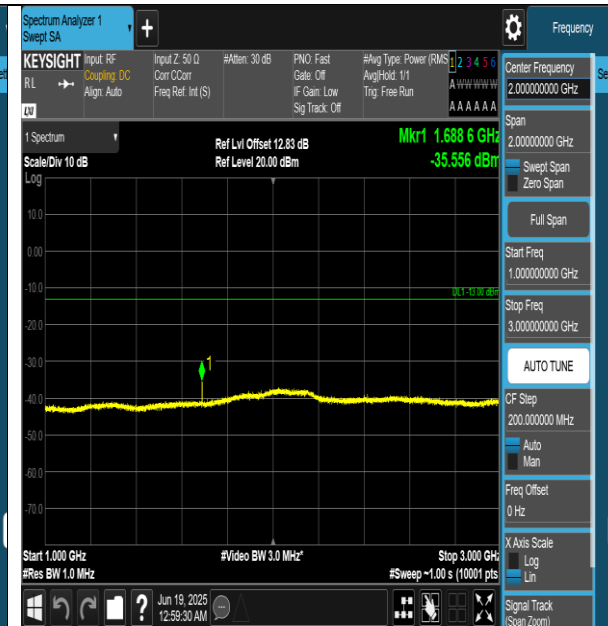 Spectrum Analyzer 1
Swept SA
+
Frequency
KEYSIGHT
RL
LXI
Input: RF
Coupling: DC
Align: Auto
Input Z: 50 Ω
Corr CCorr
Freq Ref: Int (S)
#Atten: 30 dB
PNO: Fast
Gate: Off
IF Gain: Low
Sig Track: Off
#Avg Type: Power (RMS
Avg|Hold: 1/1
Trig: Free Run
1 2 3 4 5 6
A W W W W W
A A A A A A
1 Spectrum
Scale/Div 10 dB
Log
Ref Lvl Offset 12.83 dB
Ref Level 20.00 dBm
Mkr1 1.688 6 GHz
-35.556 dBm
10.0
0.00
-10.0
-20.0
-30.0
-40.0
-50.0
-60.0
-70.0
DL1 -13.00 dBm
1
Start 1.000 GHz
#Res BW 1.0 MHz
#Video BW 3.0 MHz*
Stop 3.000 GHz
#Sweep ~1.00 s (10001 pts
?
Jun 19, 2025
12:59:30 AM
Center Frequency
2.000000000 GHz
Span
2.00000000 GHz
Swept Span
Zero Span
Full Span
Start Freq
1.000000000 GHz
Stop Freq
3.000000000 GHz
AUTO TUNE
CF Step
200.000000 MHz
Auto
Man
Freq Offset
0 Hz
X Axis Scale
Log
Lin
Signal Track
(Span Zoom)